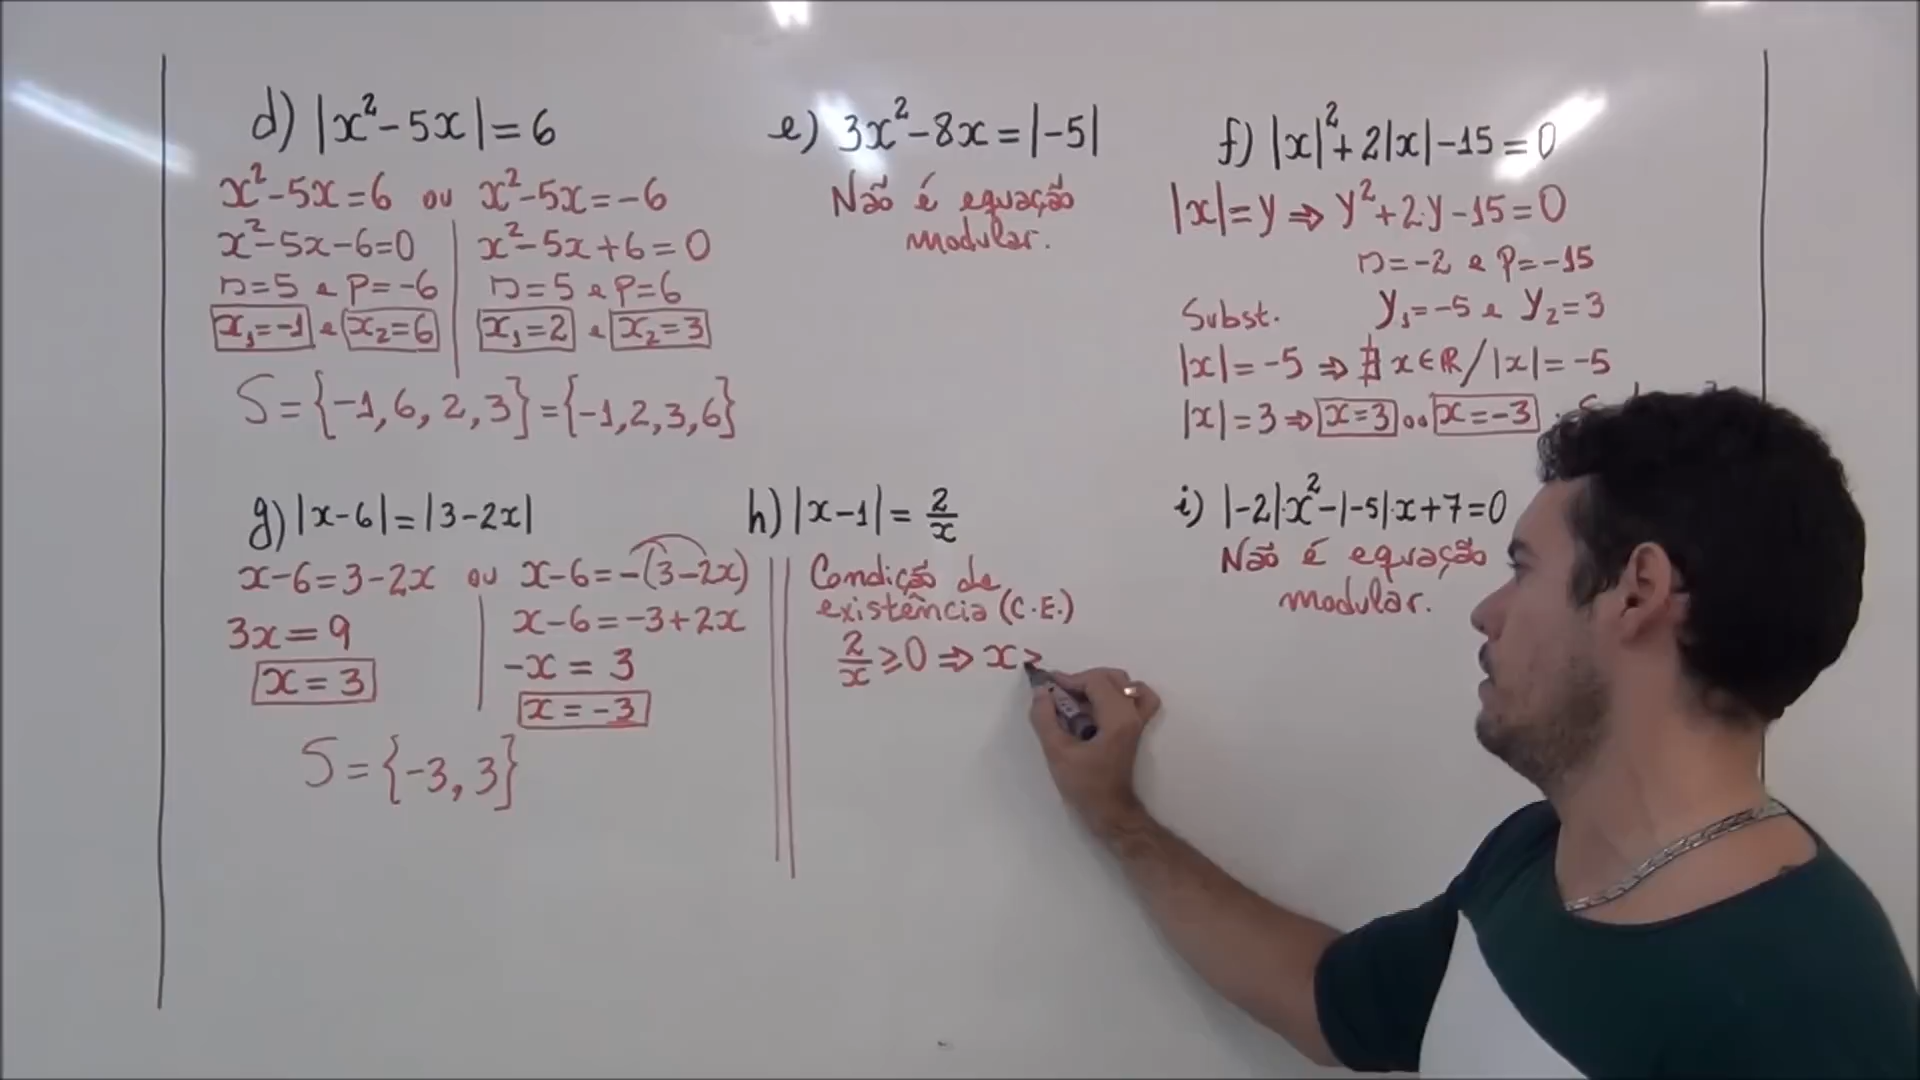 d) |x²-5x|=6
x²-5x=6 ou x²-5x=-6
x²-5x-6=0
x²-5x+6=0
s=5 e p=-6
s=5 e p=6
x₁=-1 e x₂=6
x₁=2 e x₂=3
S={-1,6,2,3}={-1,2,3,6}
e) 3x²-8x=|-5|
Não é equação
modular.
f) |x|²+2|x|-15=0
|x|=y ⇒ y²+2.y-15=0
s=-2 e p=-15
y₁=-5 e y₂=3
Subst.
|x|=-5 ⇒ ∄ x∈ℝ/|x|=-5
|x|=3 ⇒ x=3 ou x=-3
g) |x-6|=|3-2x|
x-6=3-2x ou x-6=-(3-2x)
3x=9
x-6=-3+2x
x=3
-x=3
x=-3
S={-3,3}
h) |x-1|=2/x
Condição de
existência (C.E.)
2/x≥0 ⇒ x
i) |-2|.x²-|-5|.x+7=0
Não é equação
modular.